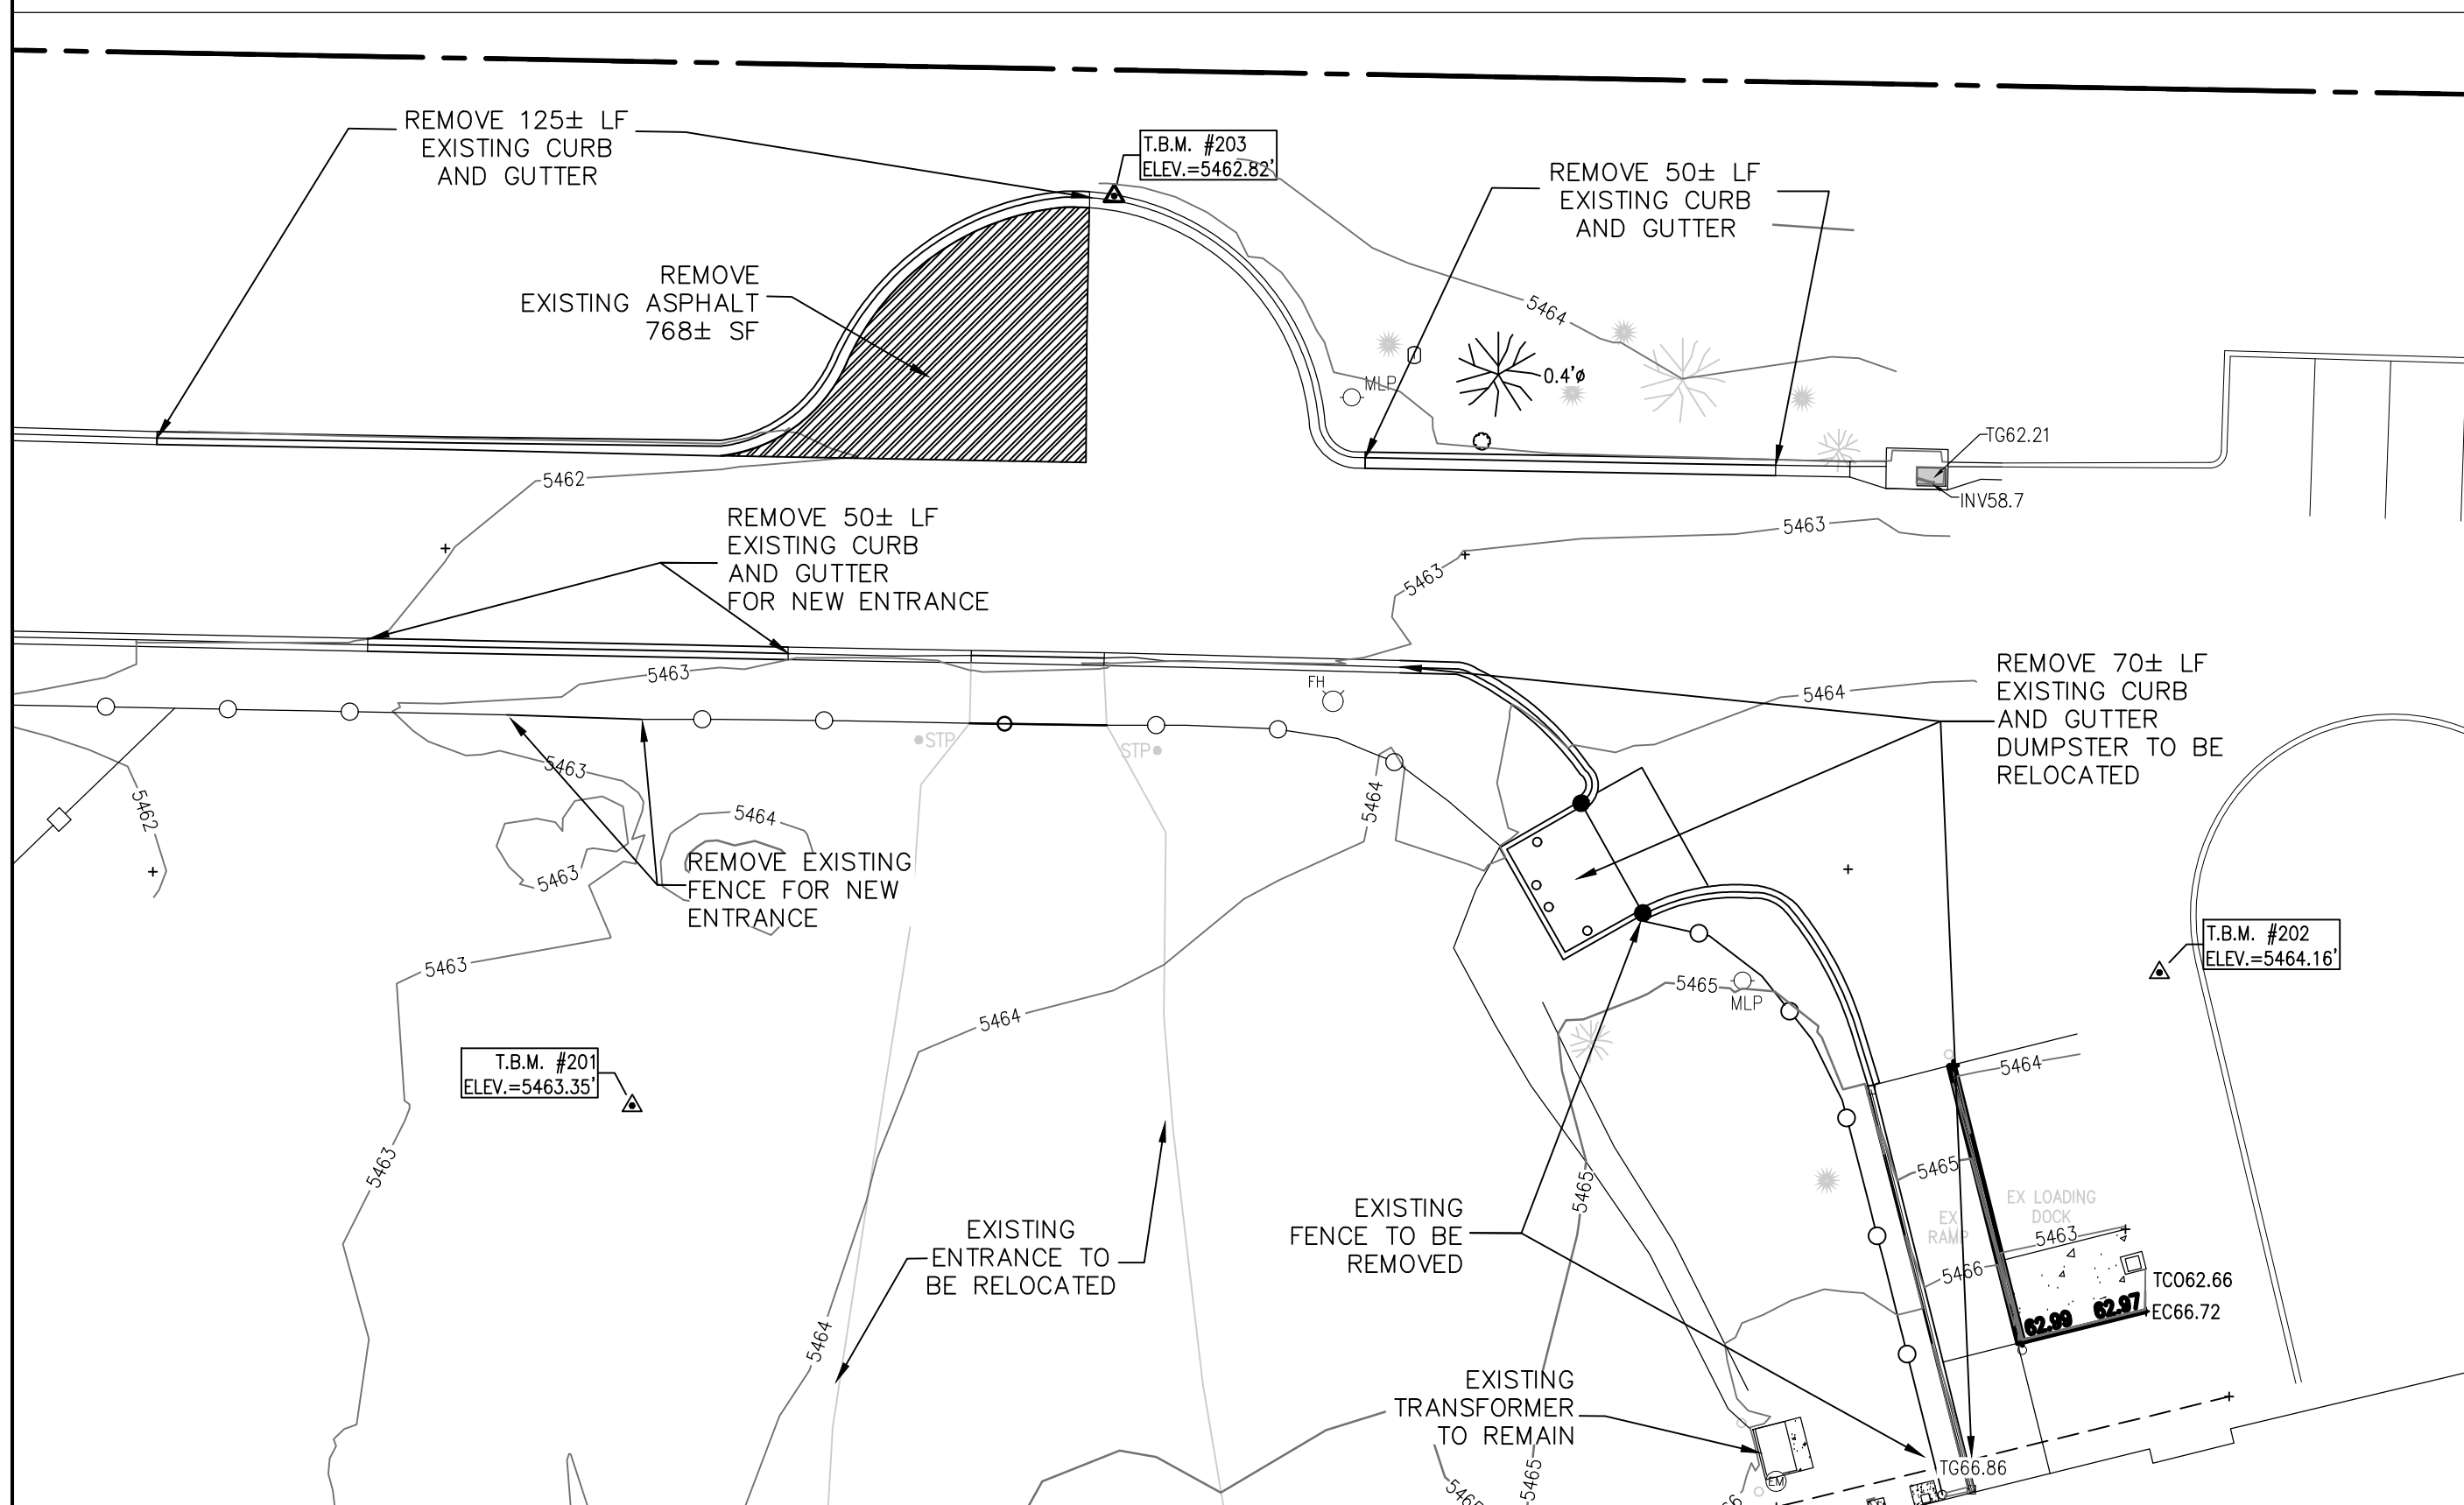 REMOVE 125± LF
EXISTING CURB
AND GUTTER
T.B.M. #203
ELEV.=5462.82'
REMOVE 50± LF
EXISTING CURB
AND GUTTER
REMOVE
EXISTING ASPHALT
768± SF
5464
MLP
0.4'ø
TG62.21
INV58.7
5462
5463
REMOVE 50± LF
EXISTING CURB
AND GUTTER
FOR NEW ENTRANCE
5463
5463
FH
5464
REMOVE 70± LF
EXISTING CURB
AND GUTTER
DUMPSTER TO BE
RELOCATED
STP
STP
5463
5462
5464
5464
5463
REMOVE EXISTING
FENCE FOR NEW
ENTRANCE
T.B.M. #202
ELEV.=5464.16'
5463
5465
MLP
5464
T.B.M. #201
ELEV.=5463.35'
5464
5463
5465
5465
EX LOADING
DOCK
EX
RAMP
5463
5466
EXISTING
ENTRANCE TO
BE RELOCATED
EXISTING
FENCE TO BE
REMOVED
TCO62.66
62.99
62.97
EC66.72
5464
EXISTING
TRANSFORMER
TO REMAIN
5465
EM
TG66.86